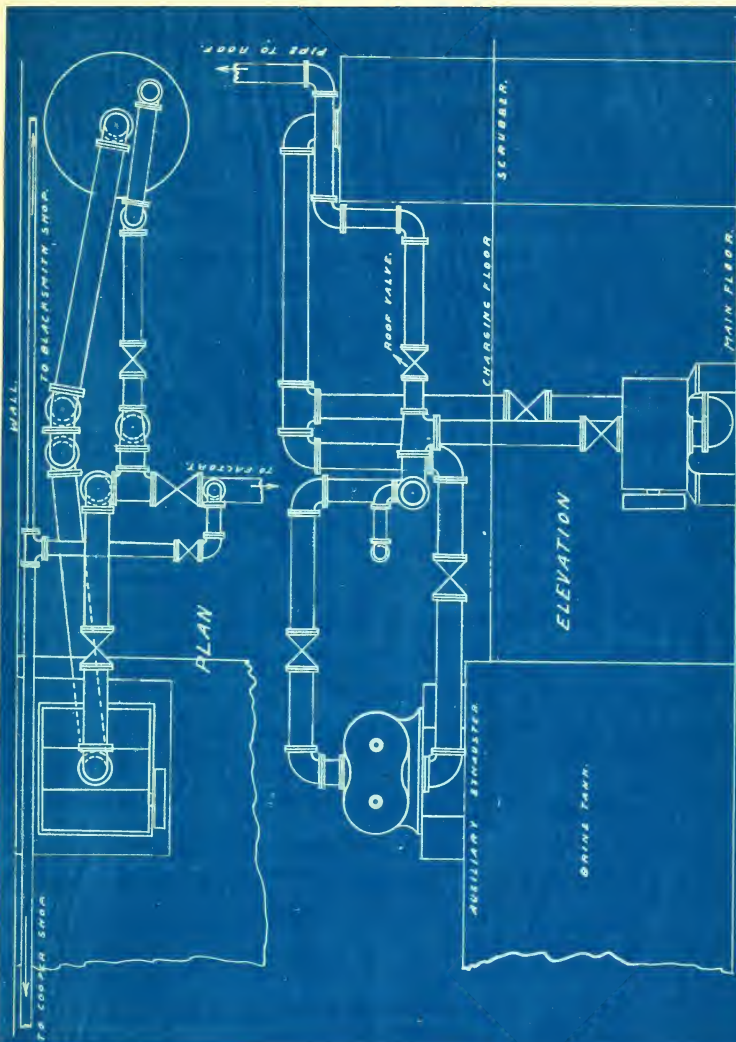 WALL.
TO BLACKSMITH SHOP.
TO COOPER SHOP.
TO FACTORY.
PLAN
PIPE TO ROOF.
ROOF VALVE.
CHARGING FLOOR
SCRUBBER.
MAIN FLOOR.
ELEVATION
AUXILIARY EXHAUSTER
BRINE TANK.